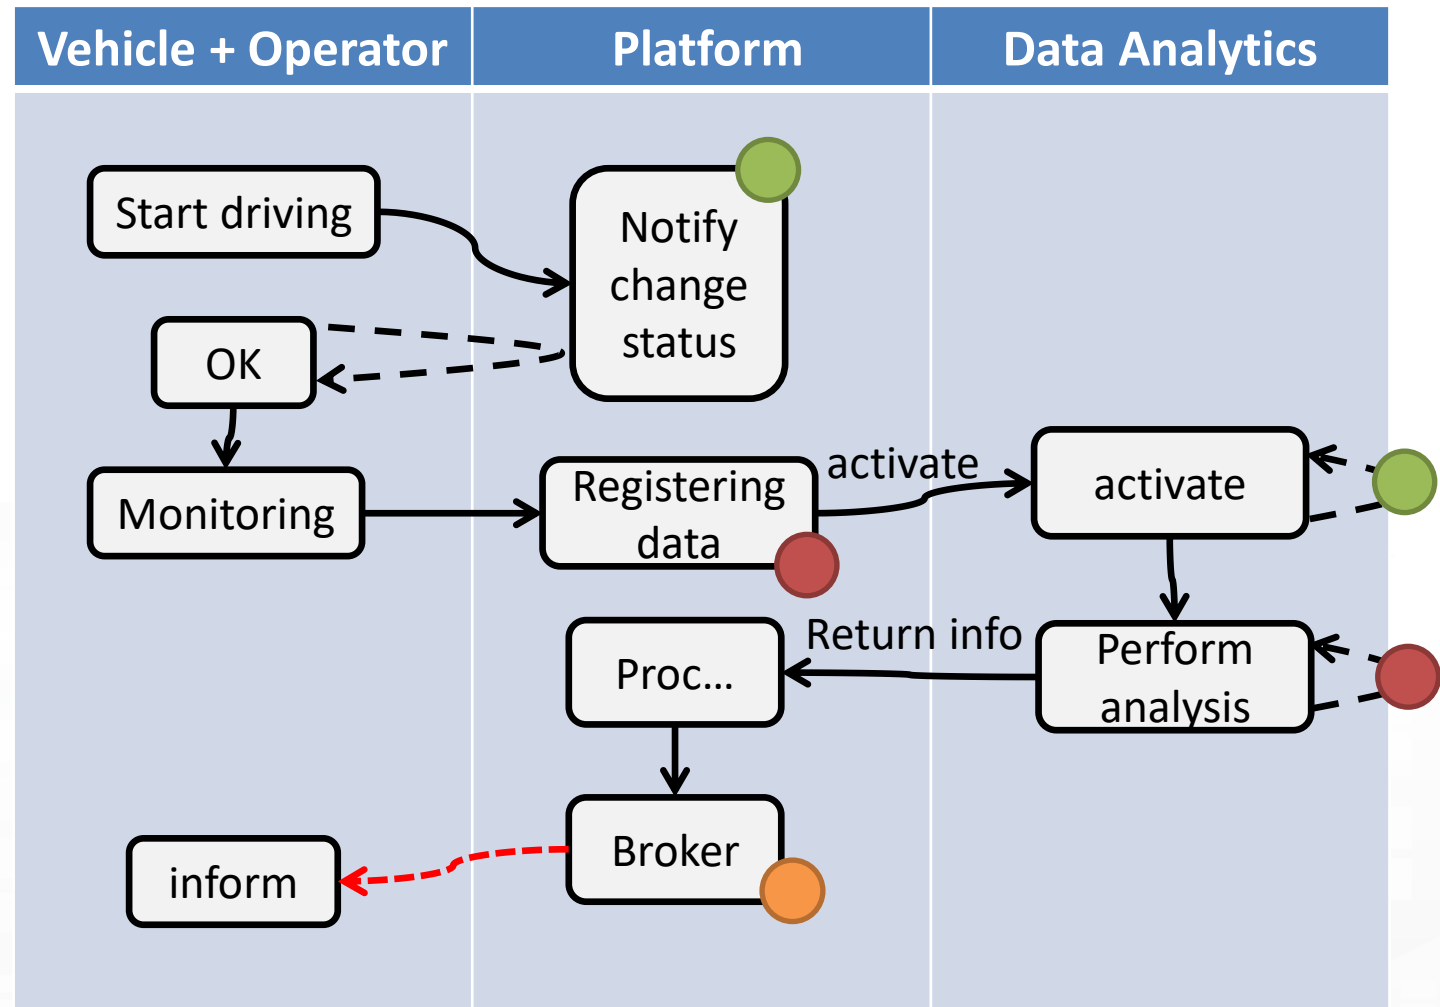 Vehicle + Operator
Platform
Data Analytics
Start driving
Notify
change
status
OK
Monitoring
Registering
data
activate
activate
Return info
Perform
analysis
Proc...
Broker
inform